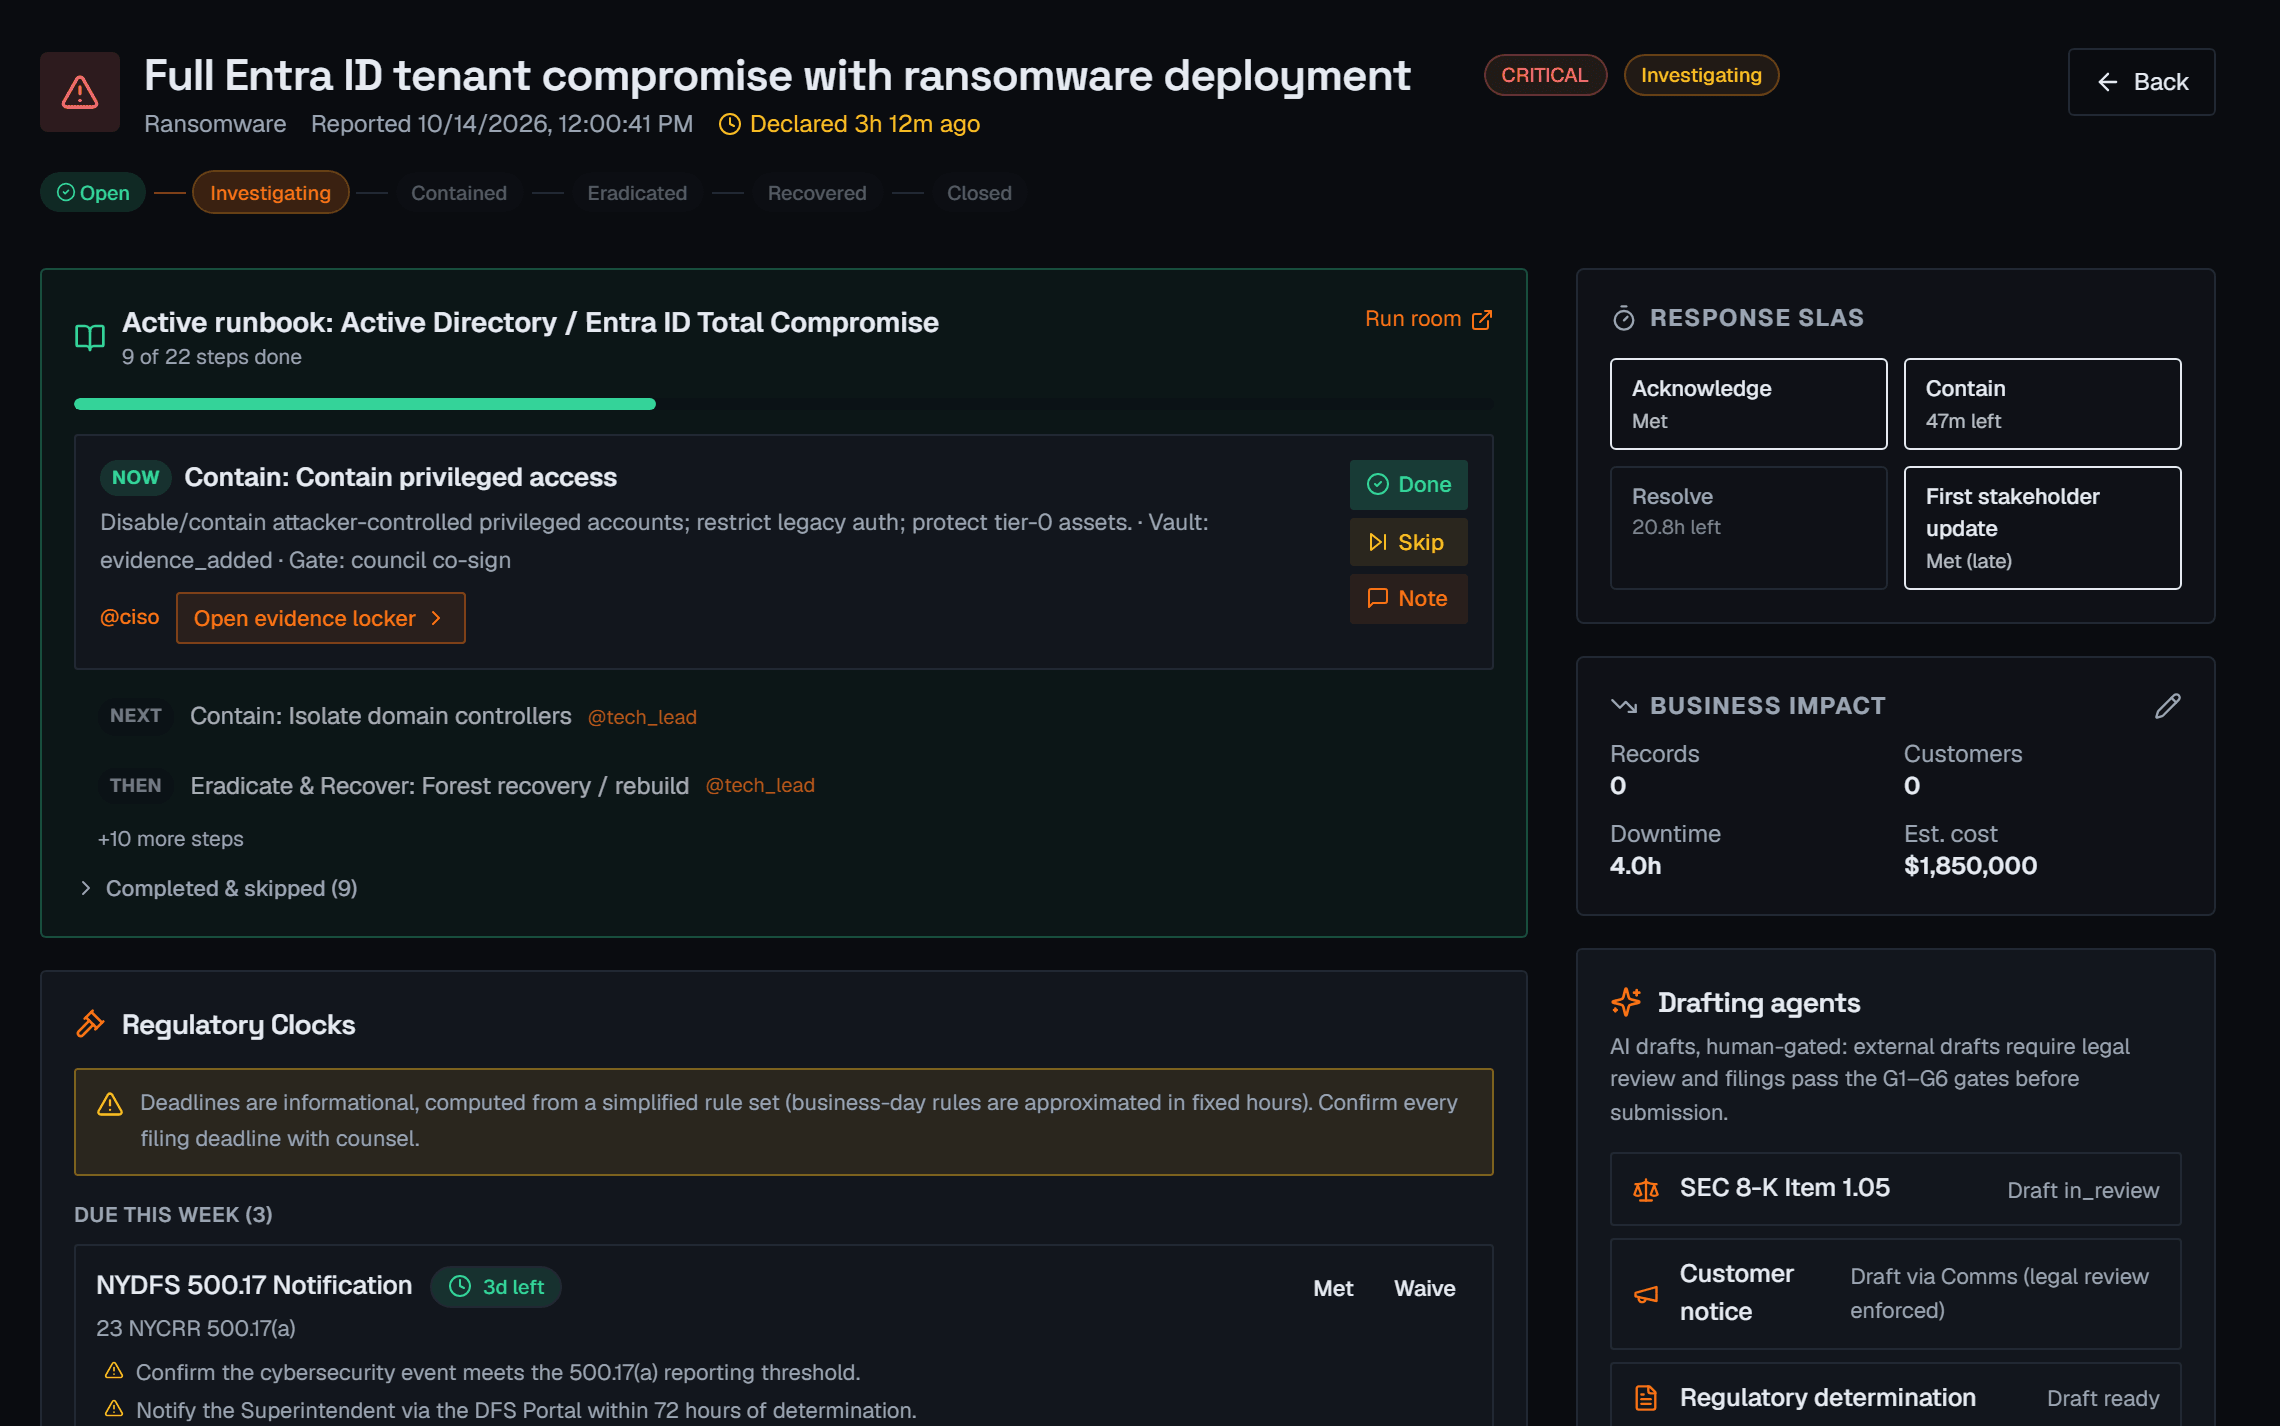 Full Entra ID tenant compromise with ransomware deployment
CRITICAL
Investigating
Back
Ransomware Reported 10/14/2026, 12:00:41 PM Declared 3h 12m ago
Open
Investigating
Contained
Eradicated
Recovered
Closed
Active runbook: Active Directory / Entra ID Total Compromise
Run room
9 of 22 steps done
NOW Contain: Contain privileged access
Disable/contain attacker-controlled privileged accounts; restrict legacy auth; protect tier-0 assets. · Vault:
evidence_added · Gate: council co-sign
@ciso Open evidence locker
Done
Skip
Note
NEXT Contain: Isolate domain controllers @tech_lead
THEN Eradicate & Recover: Forest recovery / rebuild @tech_lead
+10 more steps
Completed & skipped (9)
Regulatory Clocks
Deadlines are informational, computed from a simplified rule set (business-day rules are approximated in fixed hours). Confirm every
filing deadline with counsel.
DUE THIS WEEK (3)
NYDFS 500.17 Notification 3d left
Met Waive
23 NYCRR 500.17(a)
Confirm the cybersecurity event meets the 500.17(a) reporting threshold.
Notify the Superintendent via the DFS Portal within 72 hours of determination.
RESPONSE SLAS
Acknowledge
Met
Contain
47m left
Resolve
20.8h left
First stakeholder
update
Met (late)
BUSINESS IMPACT
Records
0
Customers
0
Downtime
4.0h
Est. cost
$1,850,000
Drafting agents
AI drafts, human-gated: external drafts require legal
review and filings pass the G1–G6 gates before
submission.
SEC 8-K Item 1.05
Draft in_review
Customer
notice
Draft via Comms (legal review
enforced)
Regulatory determination
Draft ready